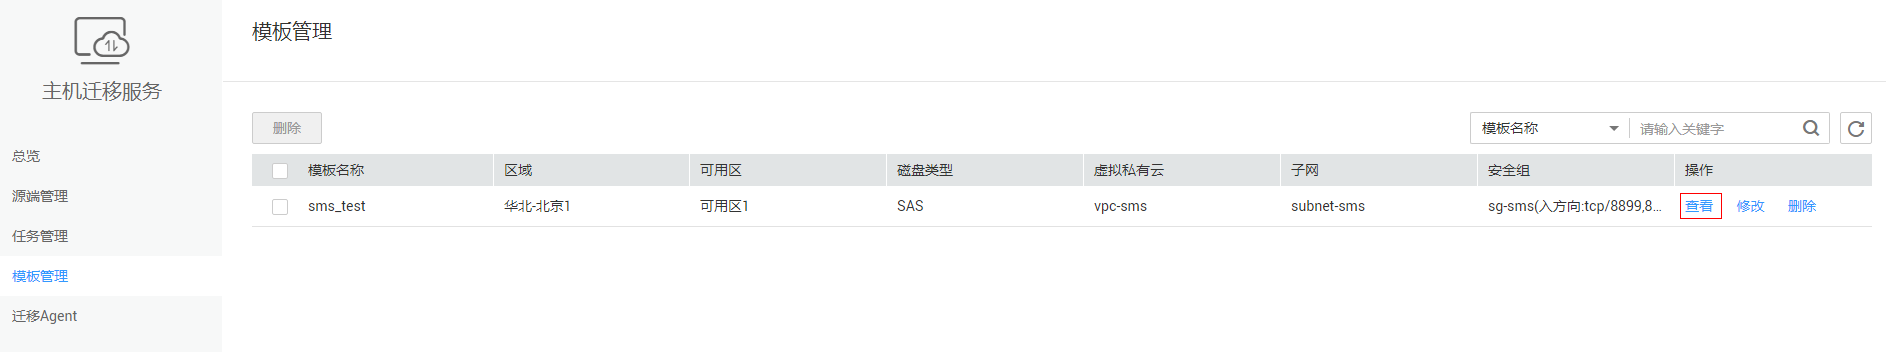 主机迁移服务
总览
源端管理
任务管理
模板管理
迁移Agent
模板管理
删除
模板名称 请输入关键字
模板名称 区域 可用区 磁盘类型 虚拟私有云 子网 安全组 操作
sms_test 华北-北京1 可用区1 SAS vpc-sms subnet-sms sg-sms(入方向:tcp/8899,8... 查看 修改 删除